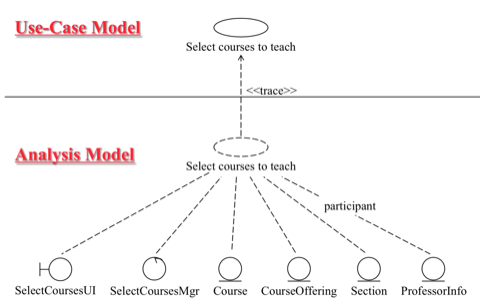 Use-Case Model
Select courses to teach
<<trace>>
Analysis Model
Select courses to teach
participant
SelectCoursesUI SelectCoursesMgr Course CourseOffering Section ProfessorInfo